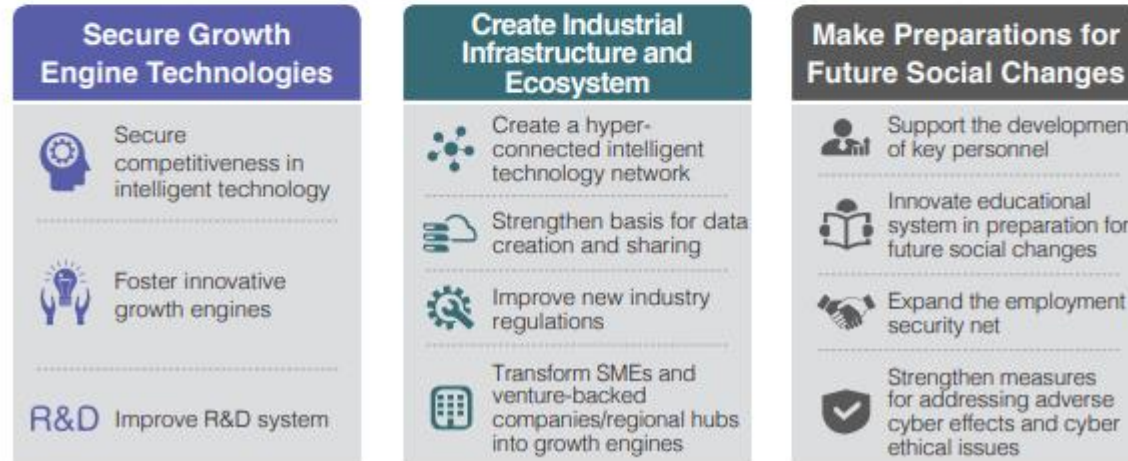 Secure Growth
Engine Technologies
Secure
competitiveness in
intelligent technology
Foster innovative
growth engines
R&D Improve R&D system
Create Industrial
Infrastructure and
Ecosystem
Create a hyper-
connected intelligent
technology network
Strengthen basis for data
creation and sharing
Improve new industry
regulations
Transform SMEs and
venture-backed
companies/regional hubs
into growth engines
Make Preparations for
Future Social Changes
Support the developmen
of key personnel
Innovate educational
system in preparation for
future social changes
Expand the employment
security net
Strengthen measures
for addressing adverse
cyber effects and cyber
ethical issues